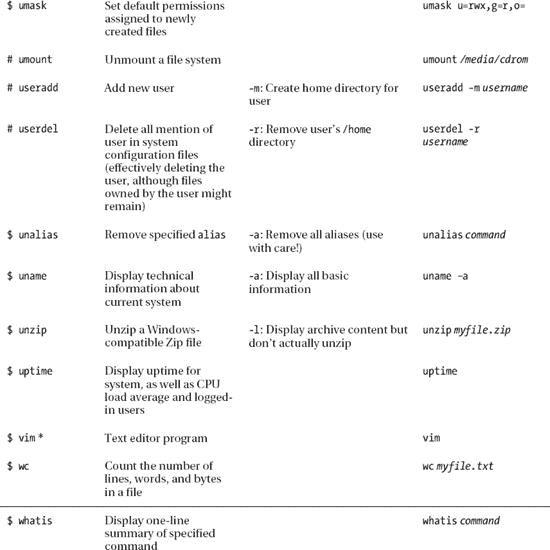 $ umask Set default permissions umask u=rwx,g=r,o=
assigned to newly
created files
# umount Unmount a file system umount /media/cdrom
# useradd Add new user -m: Create home directory for useradd -m username
user
# userdel Delete all mention of -r: Remove user's /home userdel -r
user in system directory username
configuration files
(effectively deleting the
user, although files
owned by the user might
remain)
$ unalias Remove specified alias -a: Remove all aliases (use unalias command
with care!)
$ uname Display technical -a: Display all basic uname –a
information about information
current system
$ unzip Unzip a Windows- -l: Display archive content but unzip myfile.zip
compatible Zip file don't actually unzip
$ uptime Display uptime for uptime
system, as well as CPU
load average and logged-
in users
$ vim * Text editor program vim
$ wc Count the number of wc myfile.txt
lines, words, and bytes
in a file
$ whatis Display one-line whatis command
summary of specified
command